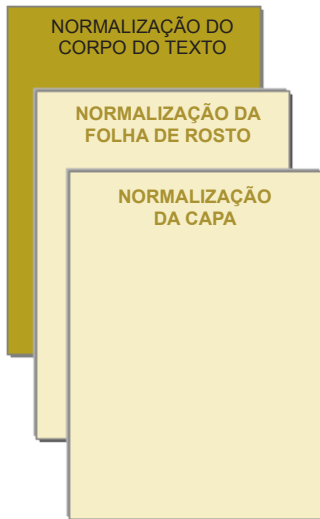 NORMALIZAÇÃO DO
CORPO DO TEXTO
NORMALIZAÇÃO DA
FOLHA DE ROSTO
NORMALIZAÇÃO
DA CAPA